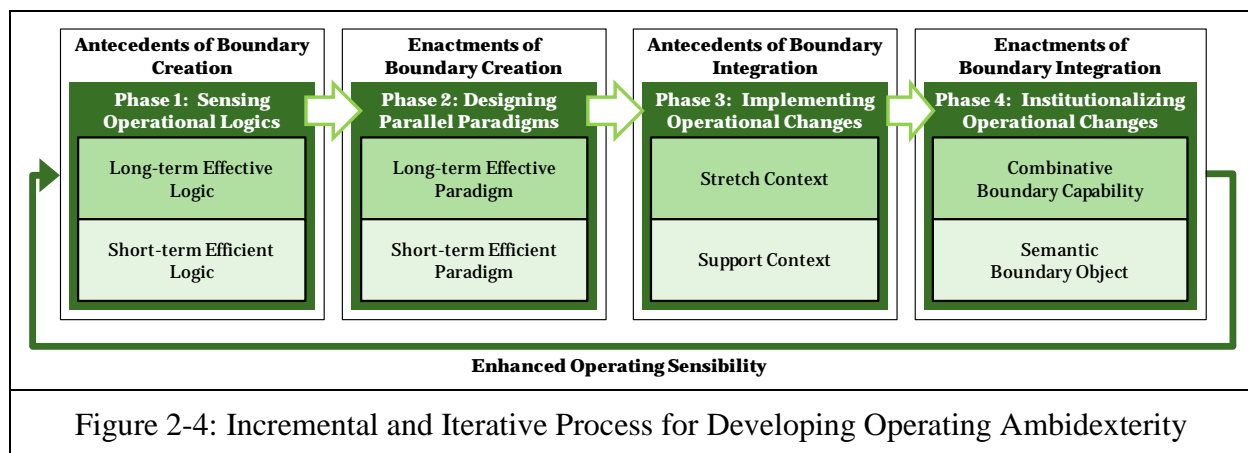 Antecedents of Boundary
Creation
Phase 1: Sensing
Operational Logics
Long-term Effective
Logic
Short-term Efficient
Logic
Enactments of
Boundary Creation
Phase 2: Designing
Parallel Paradigms
Long-term Effective
Paradigm
Short-term Efficient
Paradigm
Antecedents of Boundary
Integration
Phase 3: Implementing
Operational Changes
Stretch Context
Support Context
Enactments of
Boundary Integration
Phase 4: Institutionalizing
Operational Changes
Combinative
Boundary Capability
Semantic
Boundary Object
Enhanced Operating Sensibility
Figure 2-4: Incremental and Iterative Process for Developing Operating Ambidexterity